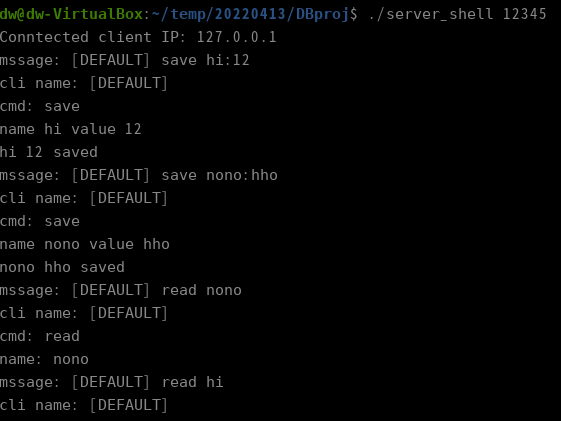 dw@dw-VirtualBox:~/temp/20220413/DBproj$ ./server_shell 12345
Conntected client IP: 127.0.0.1
mssage: [DEFAULT] save hi:12
cli name: [DEFAULT]
cmd: save
name hi value 12
hi 12 saved
mssage: [DEFAULT] save nono:hho
cli name: [DEFAULT]
cmd: save
name nono value hho
nono hho saved
mssage: [DEFAULT] read nono
cli name: [DEFAULT]
cmd: read
name: nono
mssage: [DEFAULT] read hi
cli name: [DEFAULT]